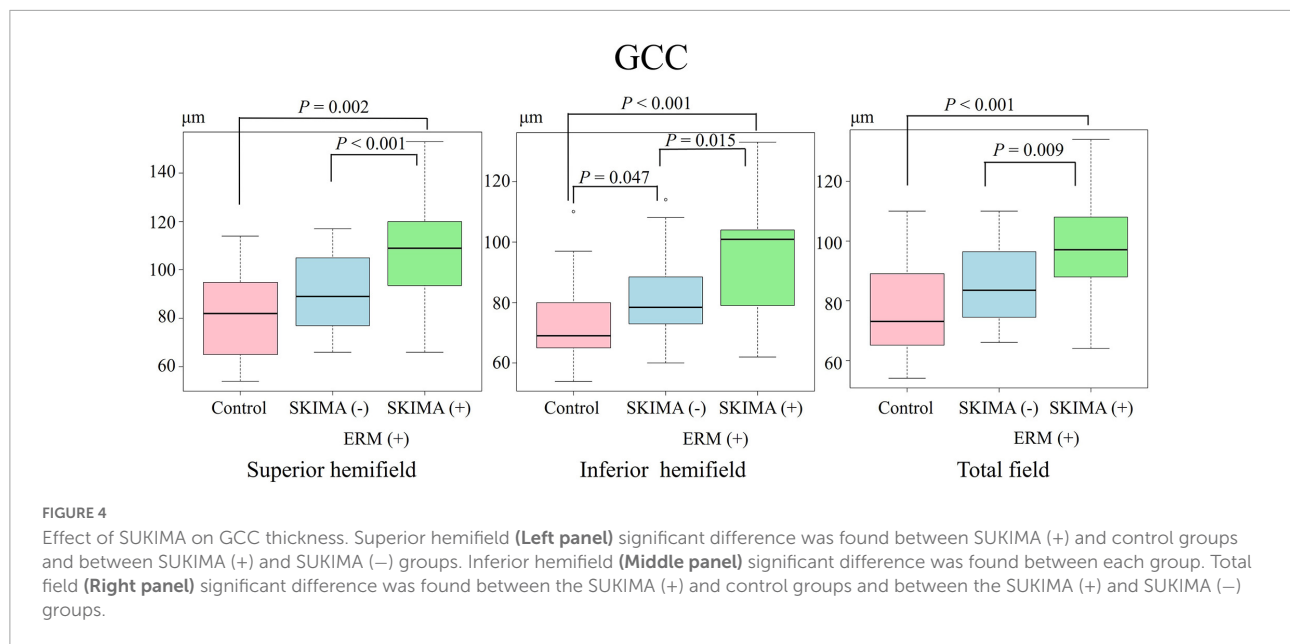 GCC
P = 0.002
P < 0.001
μm
140
120
100
80
60
Control
SKIMA (-)
SKIMA (+)
ERM (+)
Superior hemifield
P < 0.001
P = 0.015
P = 0.047
μm
120
100
80
60
Control
SKIMA (-)
SKIMA (+)
ERM (+)
Inferior hemifield
P < 0.001
P = 0.009
μm
120
100
80
60
Control
SKIMA (-)
SKIMA (+)
ERM (+)
Total field
FIGURE 4
Effect of SUKIMA on GCC thickness. Superior hemifield (Left panel) significant difference was found between SUKIMA (+) and control groups
and between SUKIMA (+) and SUKIMA (−) groups. Inferior hemifield (Middle panel) significant difference was found between each group. Total
field (Right panel) significant difference was found between the SUKIMA (+) and control groups and between the SUKIMA (+) and SUKIMA (−)
groups.